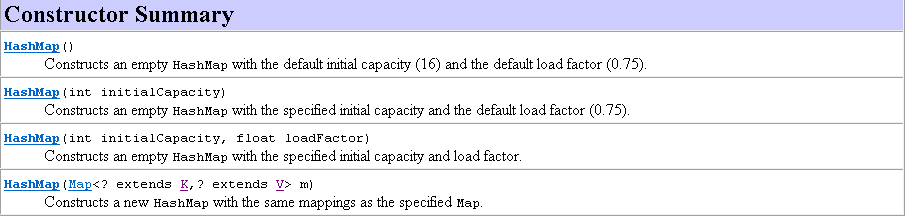 Constructor Summary
HashMap()
Constructs an empty HashMap with the default initial capacity (16) and the default load factor (0.75).
HashMap(int initialCapacity)
Constructs an empty HashMap with the specified initial capacity and the default load factor (0.75).
HashMap(int initialCapacity, float loadFactor)
Constructs an empty HashMap with the specified initial capacity and load factor.
HashMap(Map<? extends K,? extends V> m)
Constructs a new HashMap with the same mappings as the specified Map.